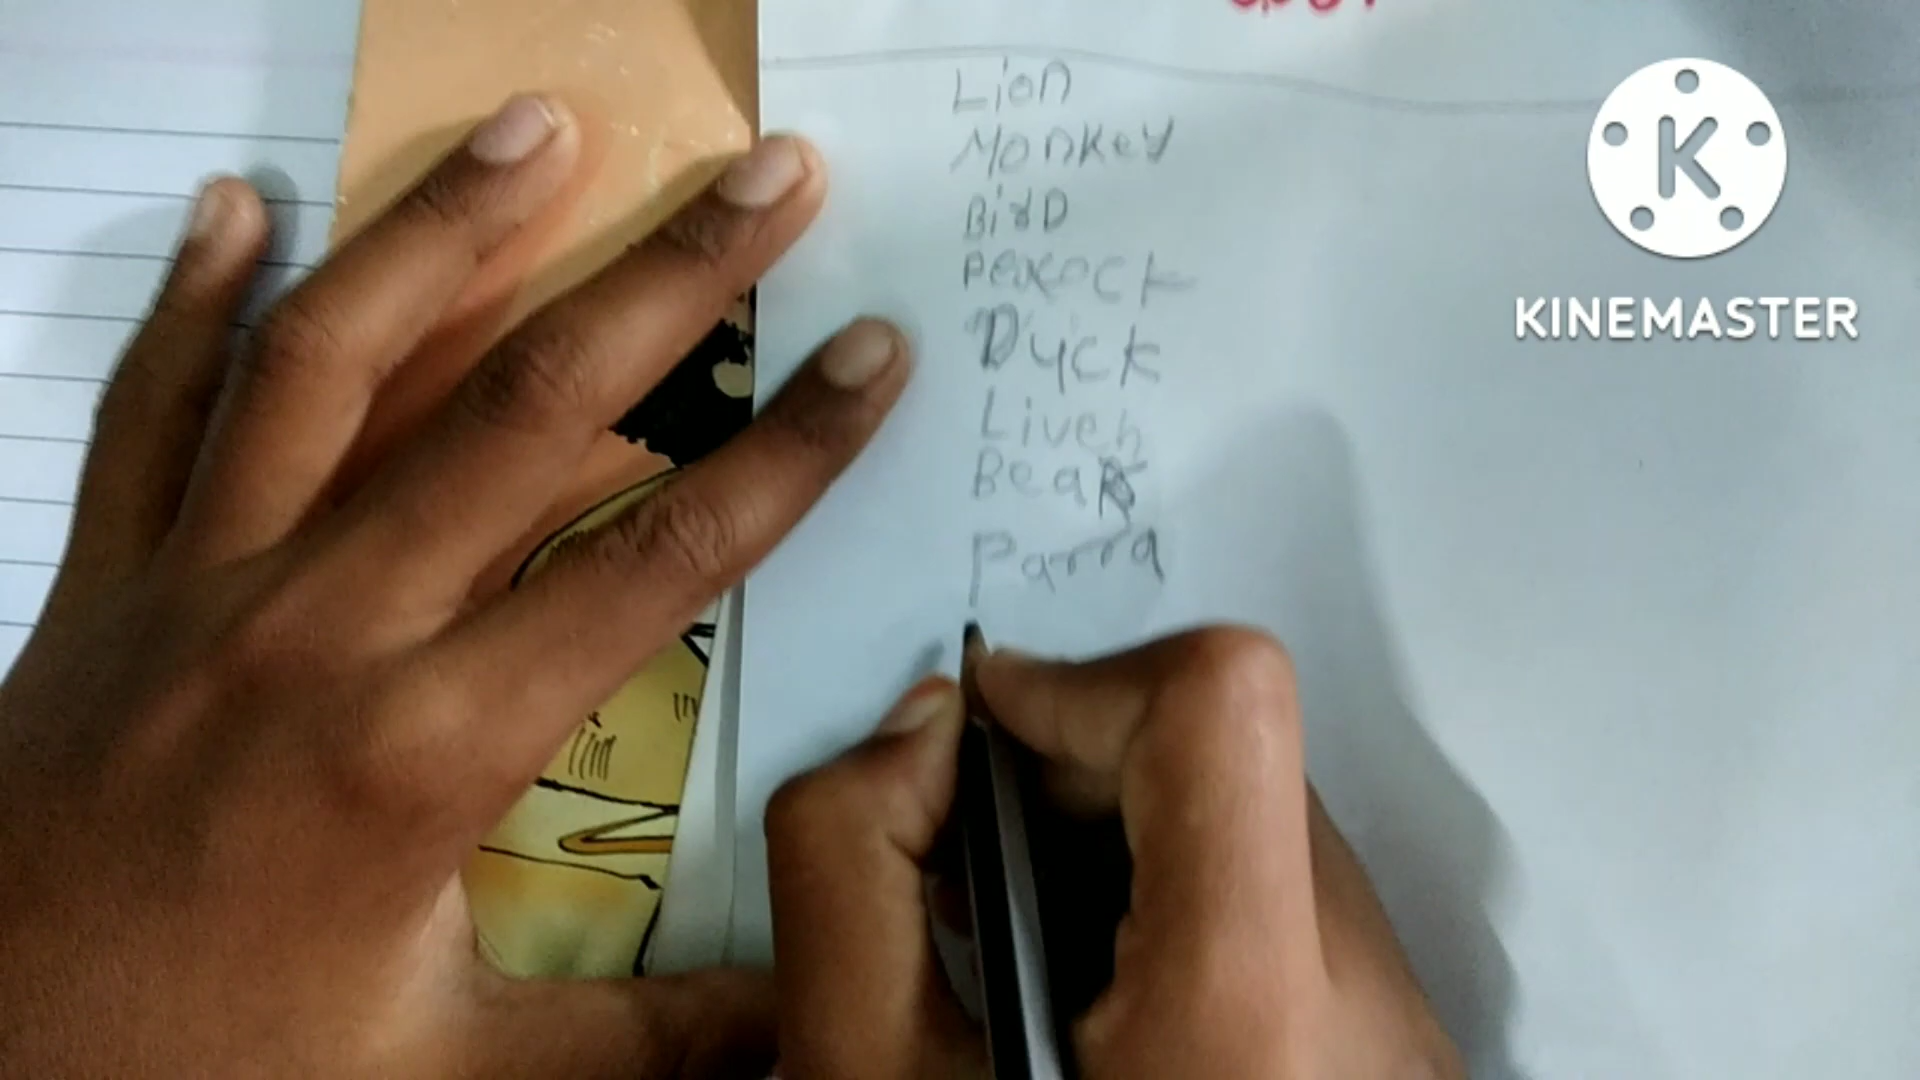 Lion
Monkey
BirD
Peacock
Duck
Liveh
Bear
Parra
KINEMASTER